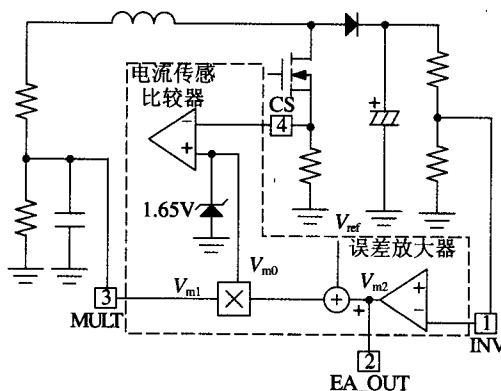 电流传感
比较器
CS
4
1.65V
V_ref
误差放大器
V_m0
V_m1
V_m2
3
MULT
1
INV
2
EA_OUT
+
−
+
+
+
−